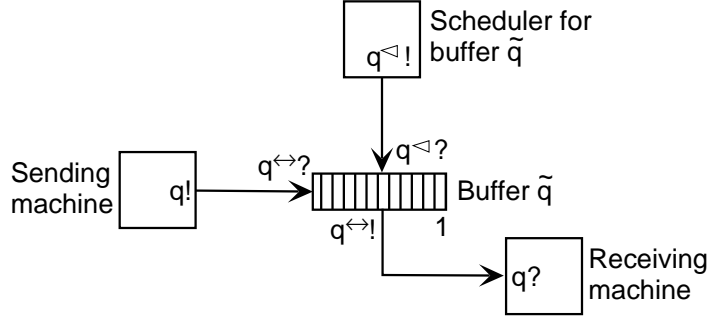 Scheduler for
buffer q̃
q◁!
q◁?
Sending
machine
q!
q↔?
Buffer q̃
q↔!
1
q?
Receiving
machine